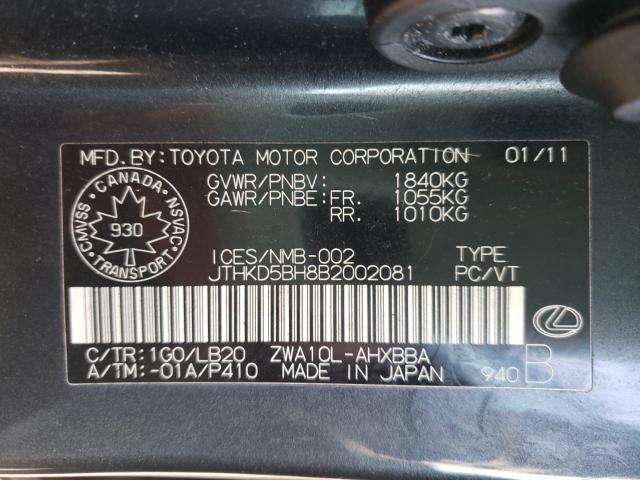 MFD. BY: TOYOTA MOTOR CORPORATION 01/11
GVWR/PNBV: 1840KG
GAWR/PNBE: FR. 1055KG
RR. 1010KG
CANADA
CMVSS NSVAC
930
TRANSPORT
ICES/NMB-002 TYPE
JTHKD5BH8B2002081 PC/VT
C/TR: 1G0/LB20 ZWA10L-AHXBBA
A/TM: -01A/P410 MADE IN JAPAN 940 B